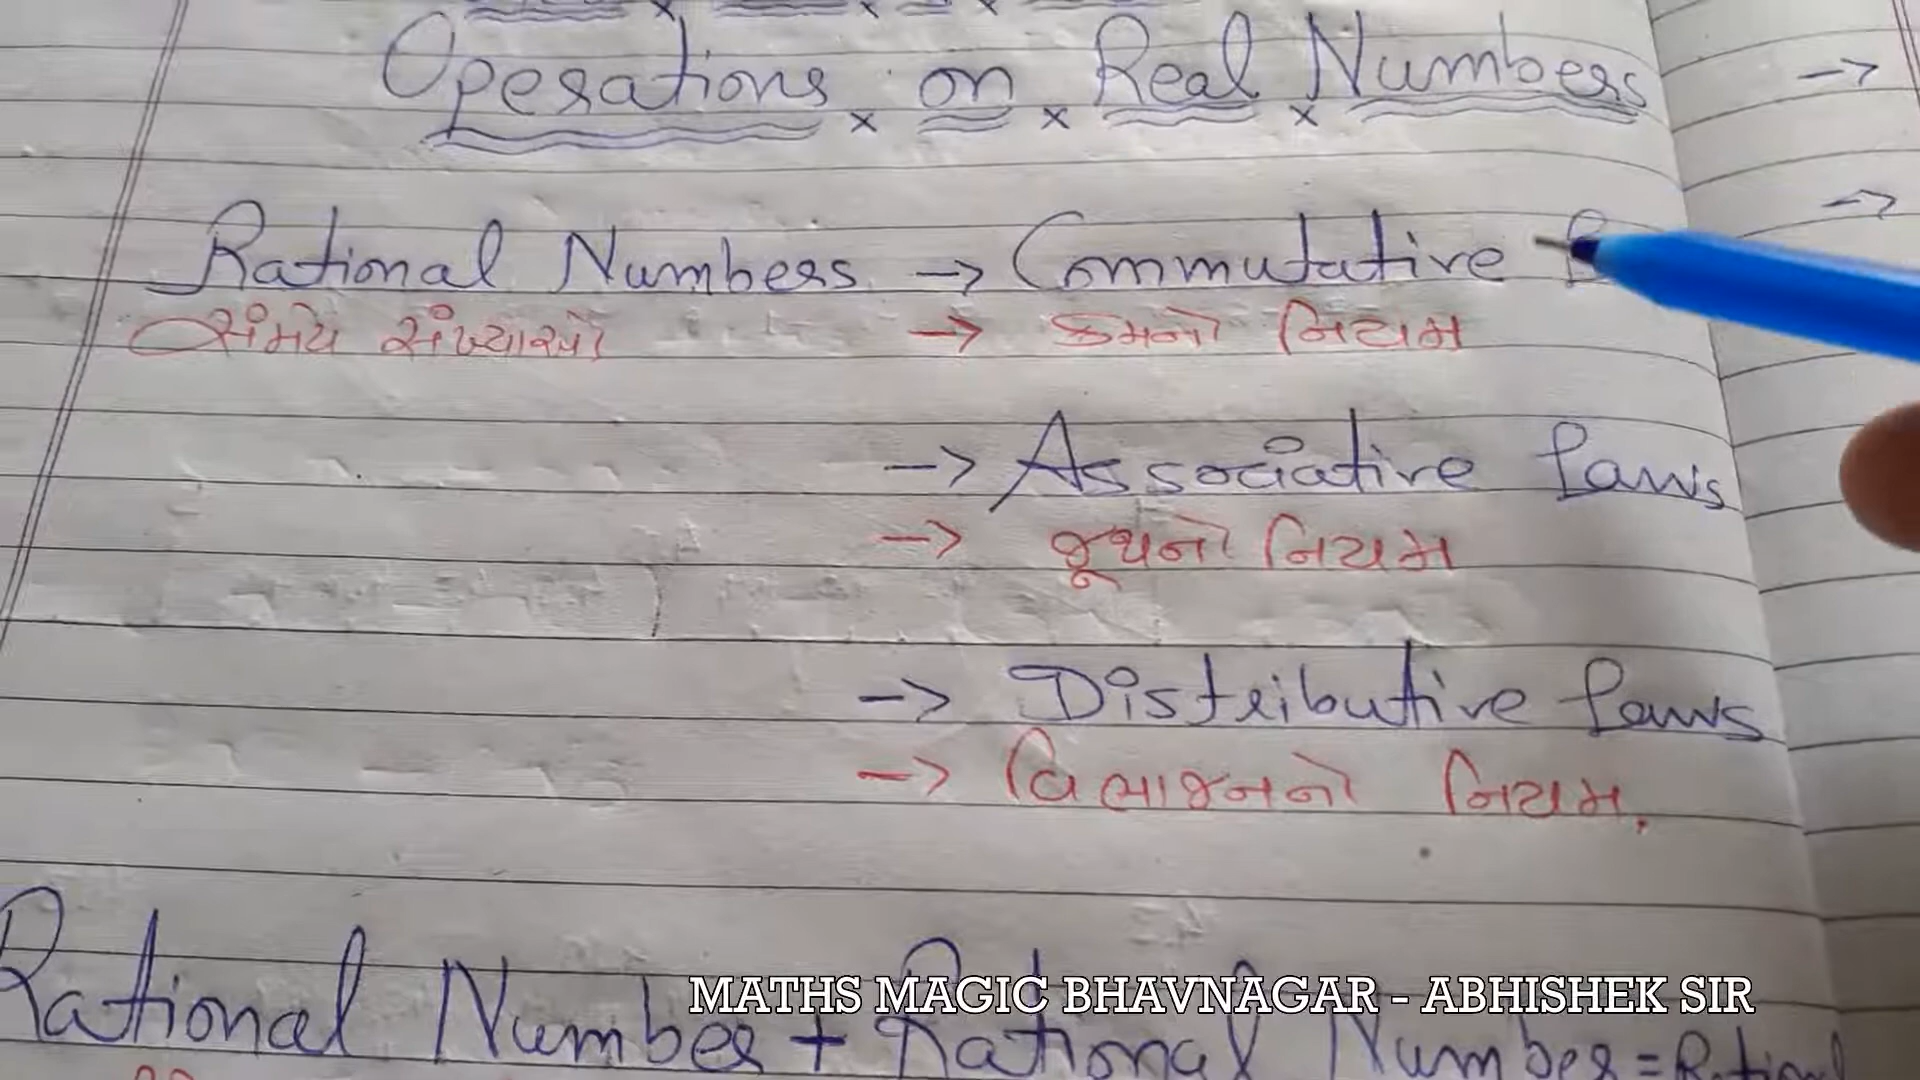 Operations on Real Numbers
Rational Numbers → Commutative
સંમેય સંખ્યાઓ → ક્રમનો નિયમ
→ Associative Laws
→ જૂથનો નિયમ
→ Distributive Laws
→ વિભાજનનો નિયમ.
Rational Number + Rational Number = Rational
MATHS MAGIC BHAVNAGAR - ABHISHEK SIR